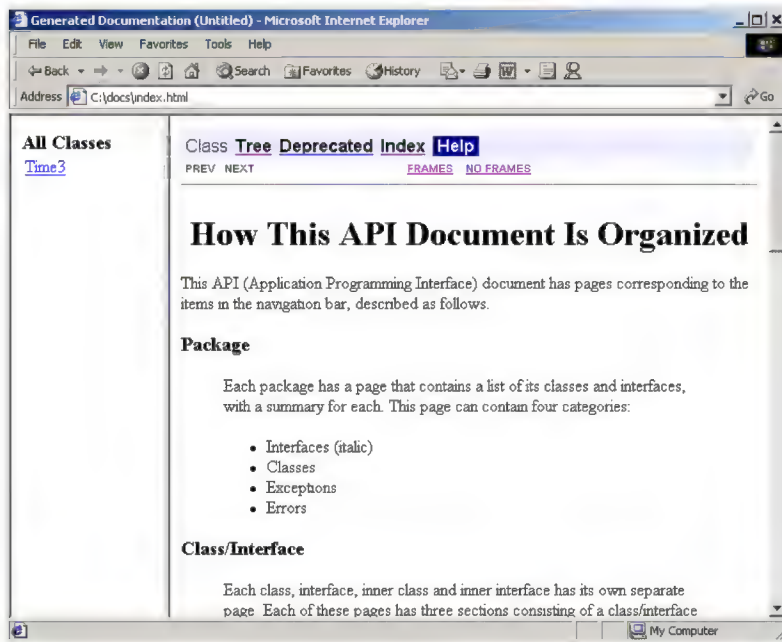 Generated Documentation (Untitled) - Microsoft Internet Explorer
File Edit View Favorites Tools Help
Back Search Favorites History
Address C:\docs\index.html Go
All Classes
Time3
Class Tree Deprecated Index Help
PREV NEXT FRAMES NO FRAMES
How This API Document Is Organized
This API (Application Programming Interface) document has pages corresponding to the
items in the navigation bar, described as follows.
Package
Each package has a page that contains a list of its classes and interfaces,
with a summary for each. This page can contain four categories:
• Interfaces (italic)
• Classes
• Exceptions
• Errors
Class/Interface
Each class, interface, inner class and inner interface has its own separate
page. Each of these pages has three sections consisting of a class/interface
My Computer